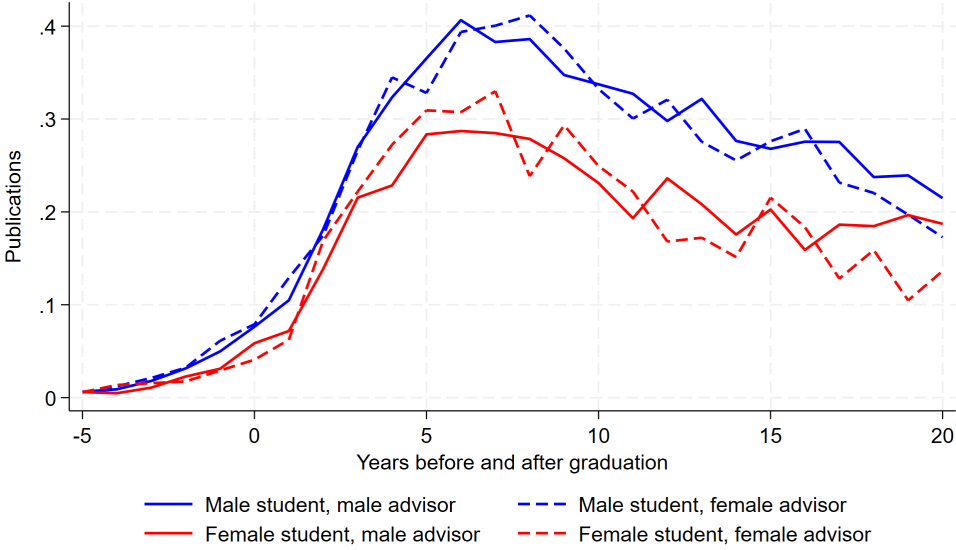 .4
.3
.2
.1
0
Publications
-5 0 5 10 15 20
Years before and after graduation
Male student, male advisor Male student, female advisor
Female student, male advisor Female student, female advisor